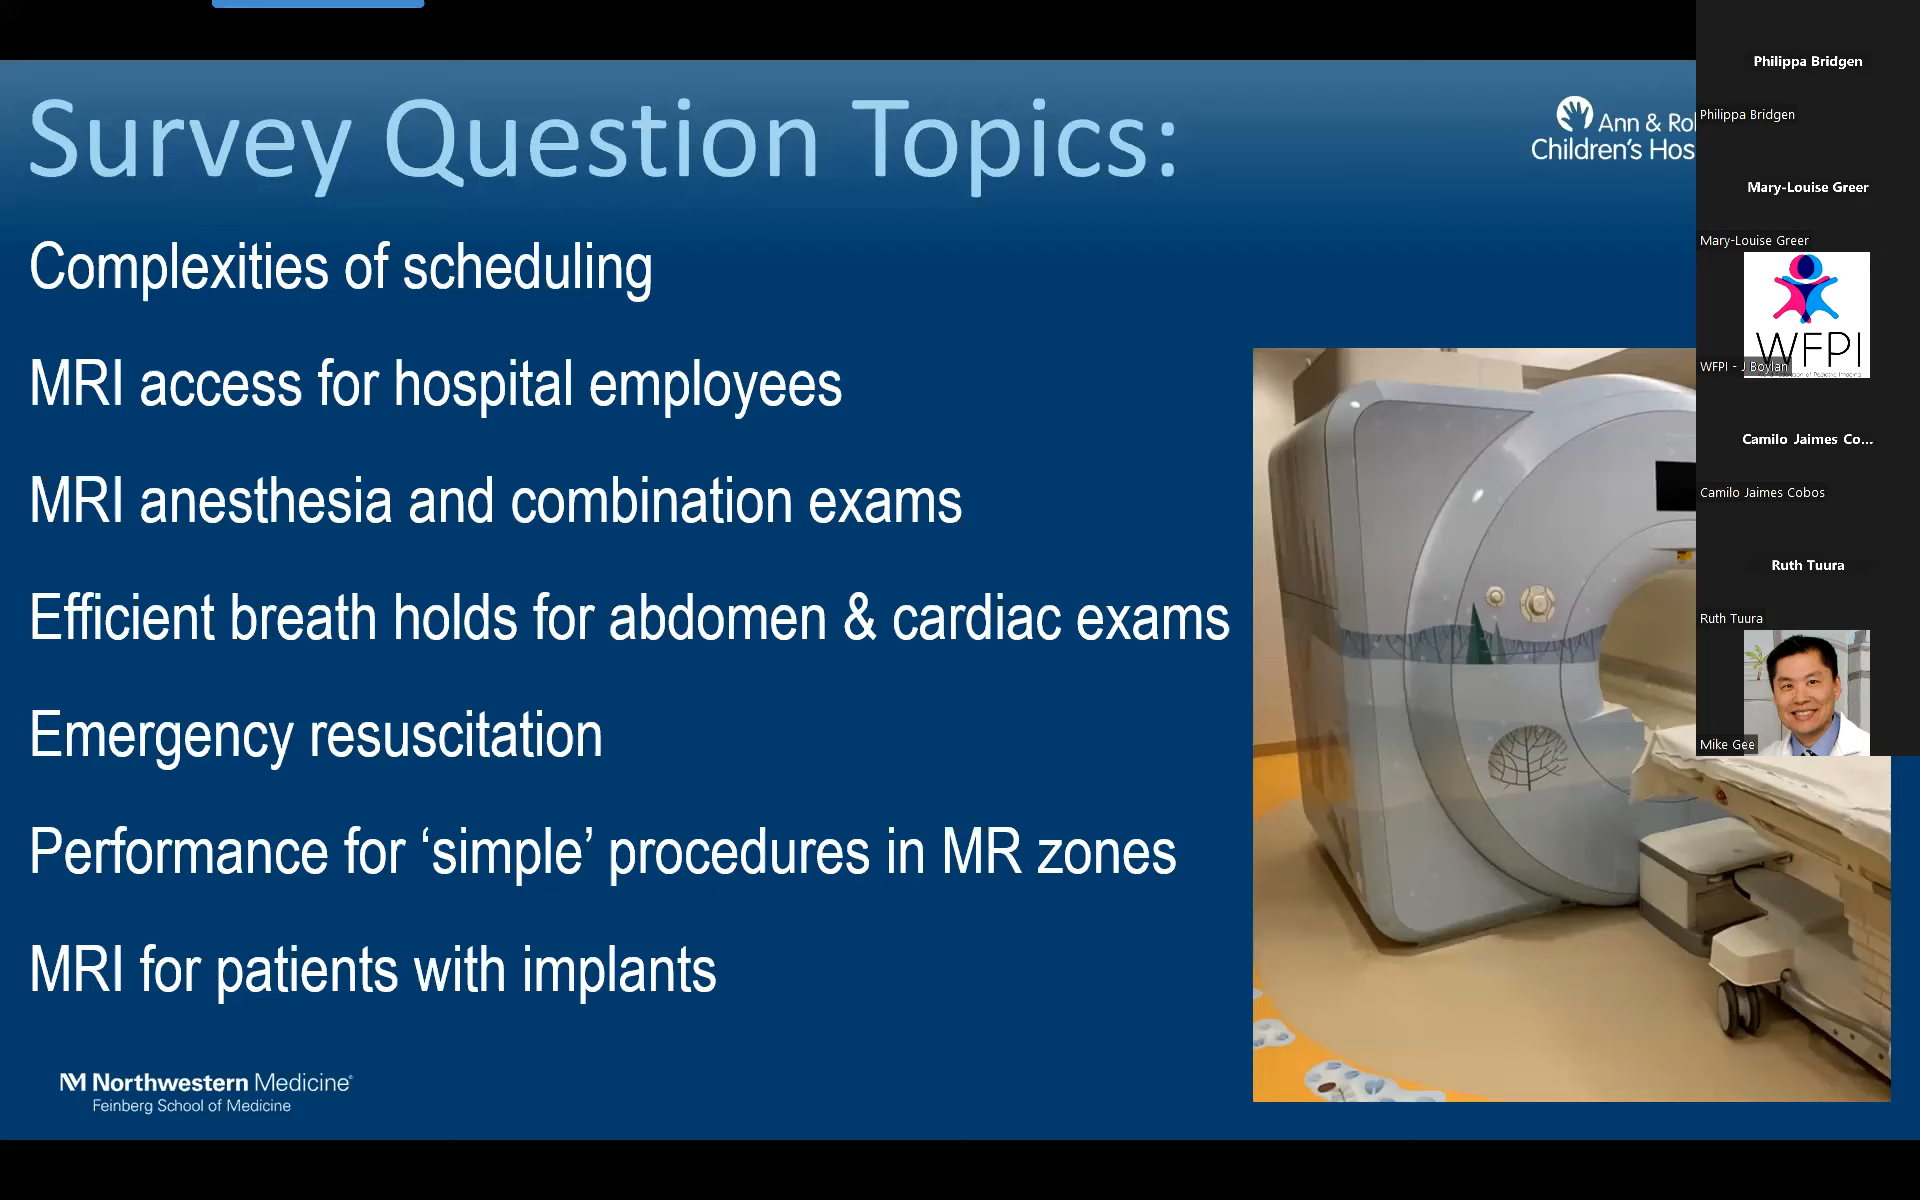 Survey Question Topics:
Ann & Ro
Children's Hos
Complexities of scheduling
MRI access for hospital employees
MRI anesthesia and combination exams
Efficient breath holds for abdomen & cardiac exams
Emergency resuscitation
Performance for ‘simple’ procedures in MR zones
MRI for patients with implants
Northwestern Medicine®
Feinberg School of Medicine
Philippa Bridgen
Philippa Bridgen
Mary-Louise Greer
Mary-Louise Greer
WFPI
WFPI - J Boylan
Camilo Jaimes Co...
Camilo Jaimes Cobos
Ruth Tuura
Ruth Tuura
Mike Gee